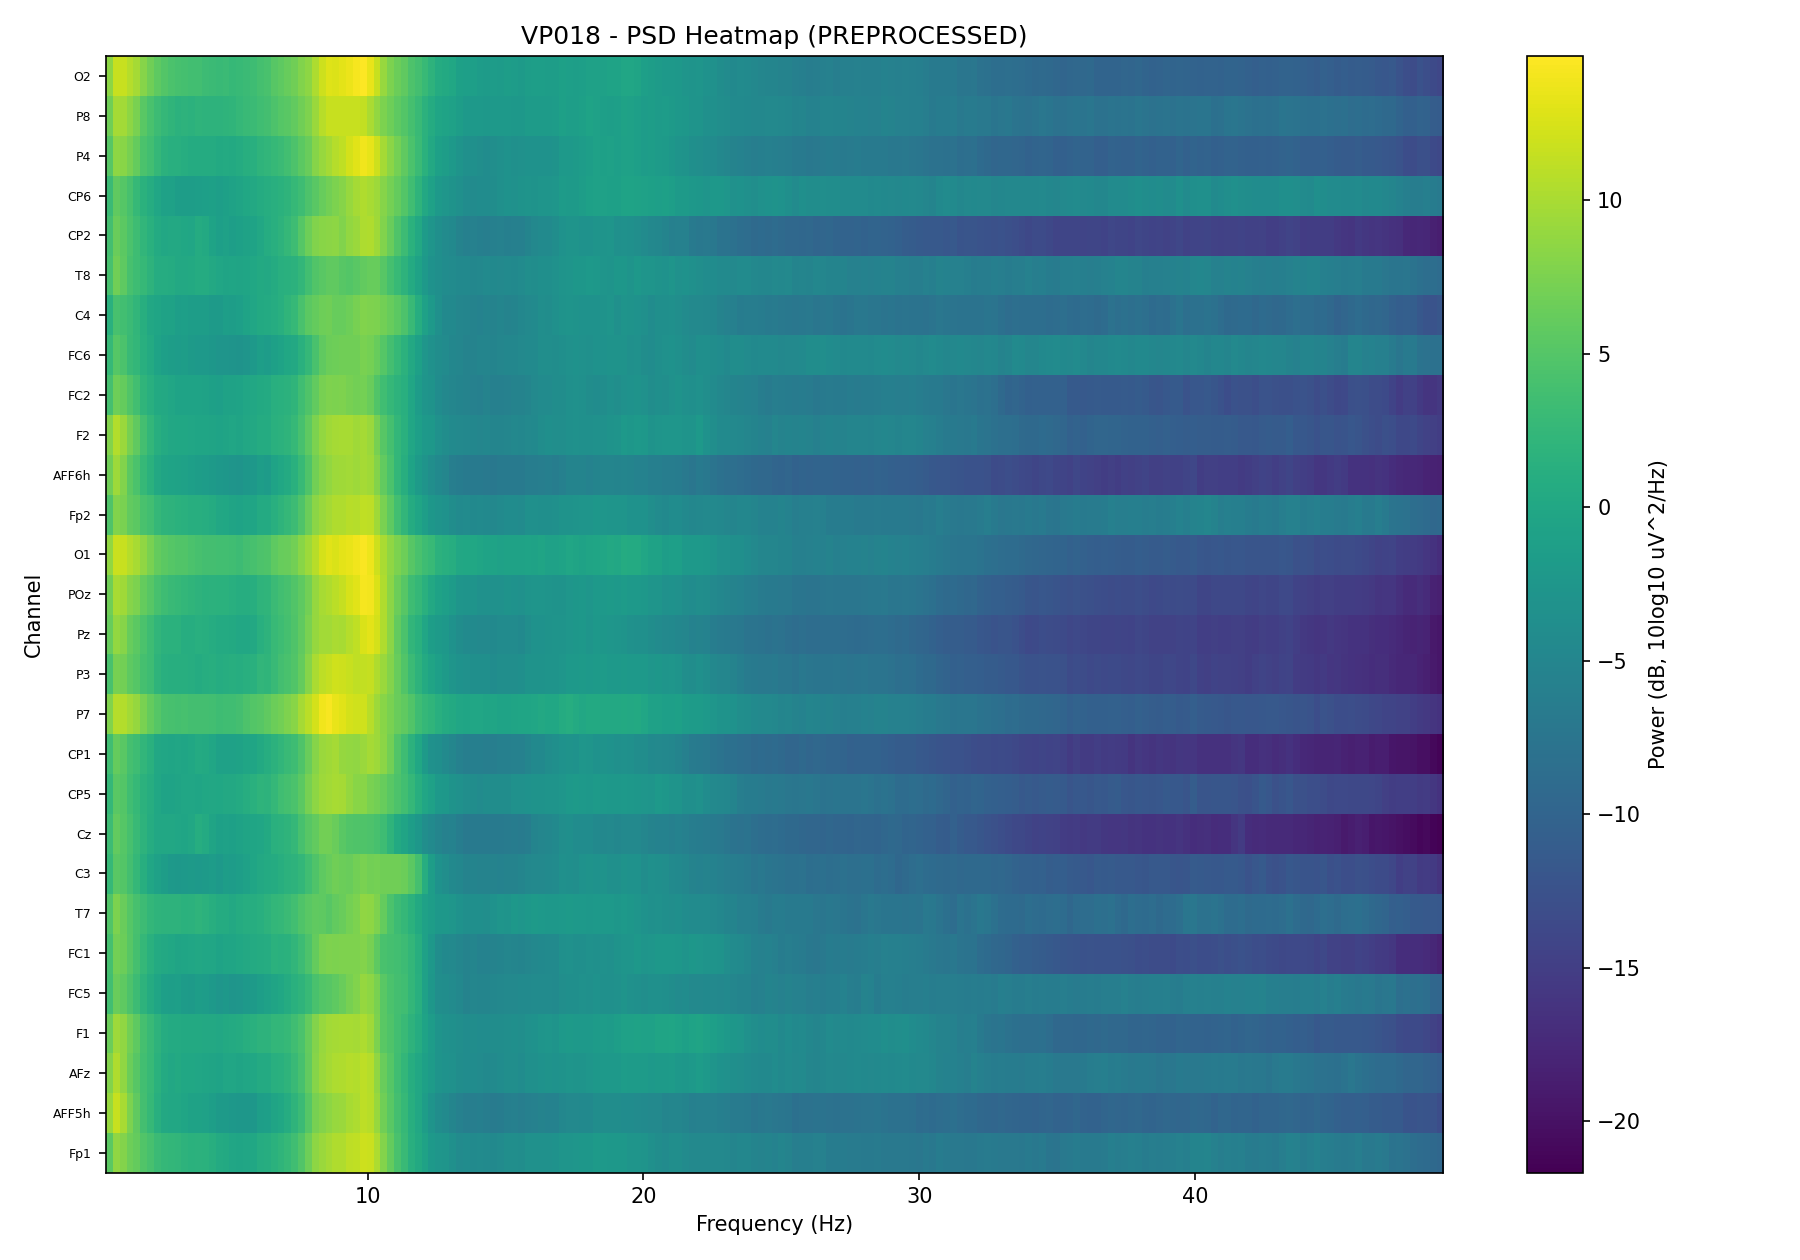 VP018 - PSD Heatmap (PREPROCESSED)
O2
P8
P4
CP6
CP2
T8
C4
FC6
FC2
F2
AFF6h
Fp2
O1
POz
Pz
P3
P7
CP1
CP5
Cz
C3
T7
FC1
FC5
F1
AFz
AFF5h
Fp1
Channel
10
20
30
40
Frequency (Hz)
10
5
0
−5
−10
−15
−20
Power (dB, 10log10 uV^2/Hz)